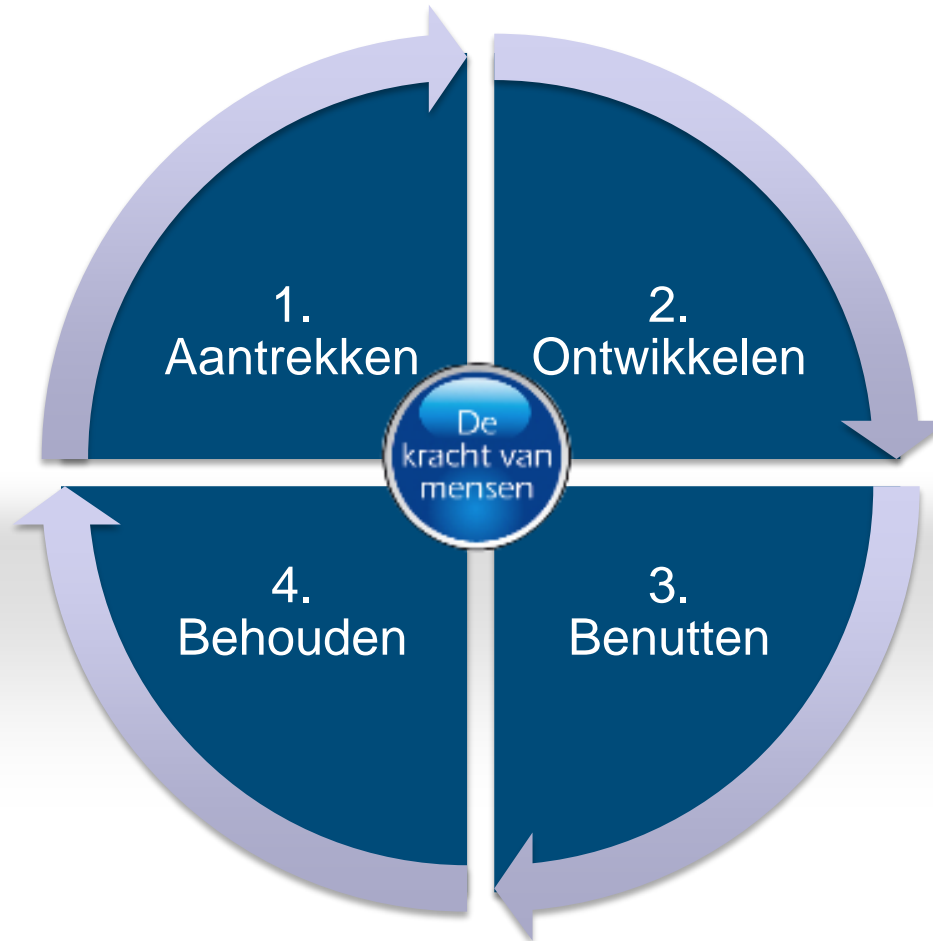 1.
Aantrekken
2.
Ontwikkelen
De
kracht van
mensen
4.
Behouden
3.
Benutten